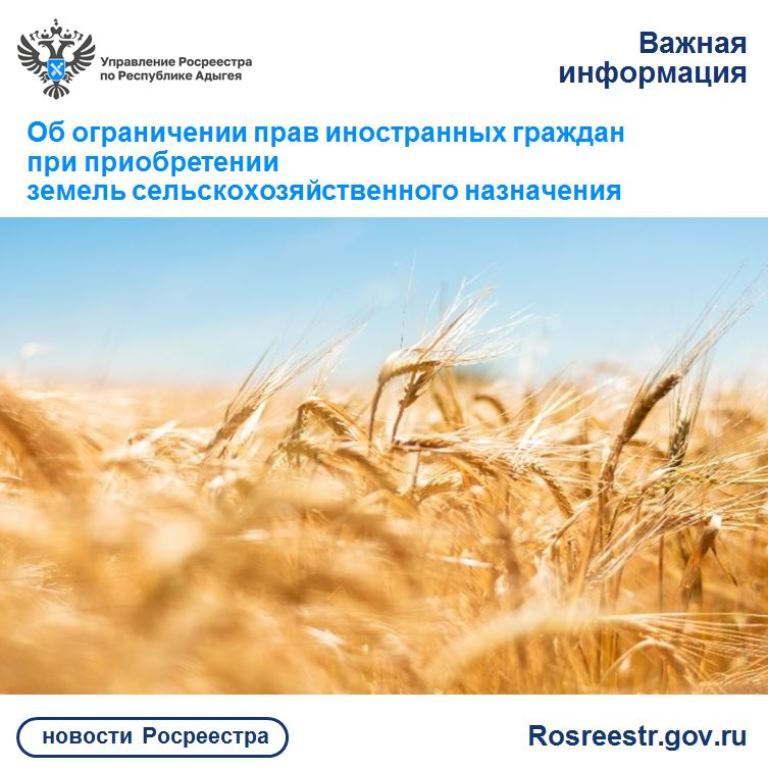 Управление Росреестра
по Республике Адыгея
Важная
информация
Об ограничении прав иностранных граждан
при приобретении
земель сельскохозяйственного назначения
новости Росреестра
Rosreestr.gov.ru